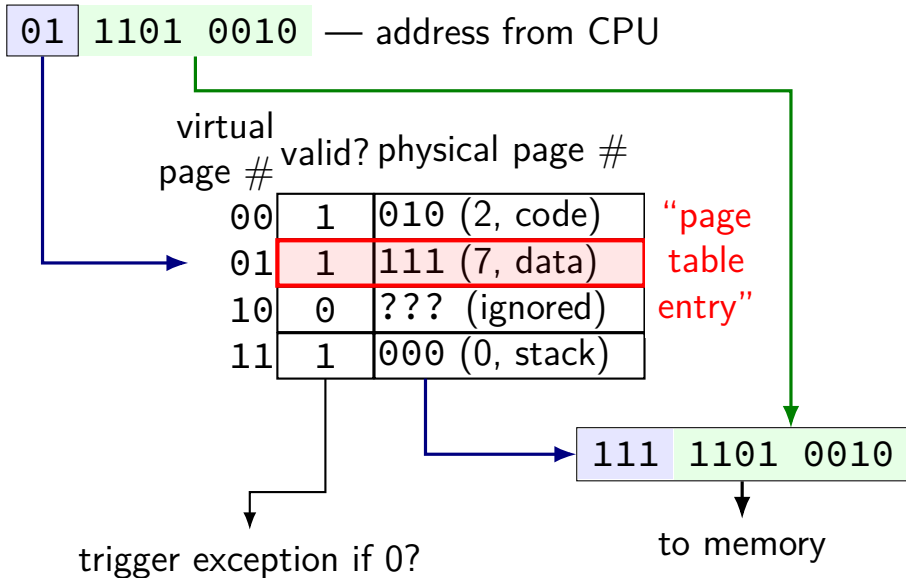 01 1101 0010 — address from CPU
virtual
page # valid? physical page #
00 1 010 (2, code) “page
01 1 111 (7, data) table
10 0 ??? (ignored) entry”
11 1 000 (0, stack)
111 1101 0010
trigger exception if 0? to memory